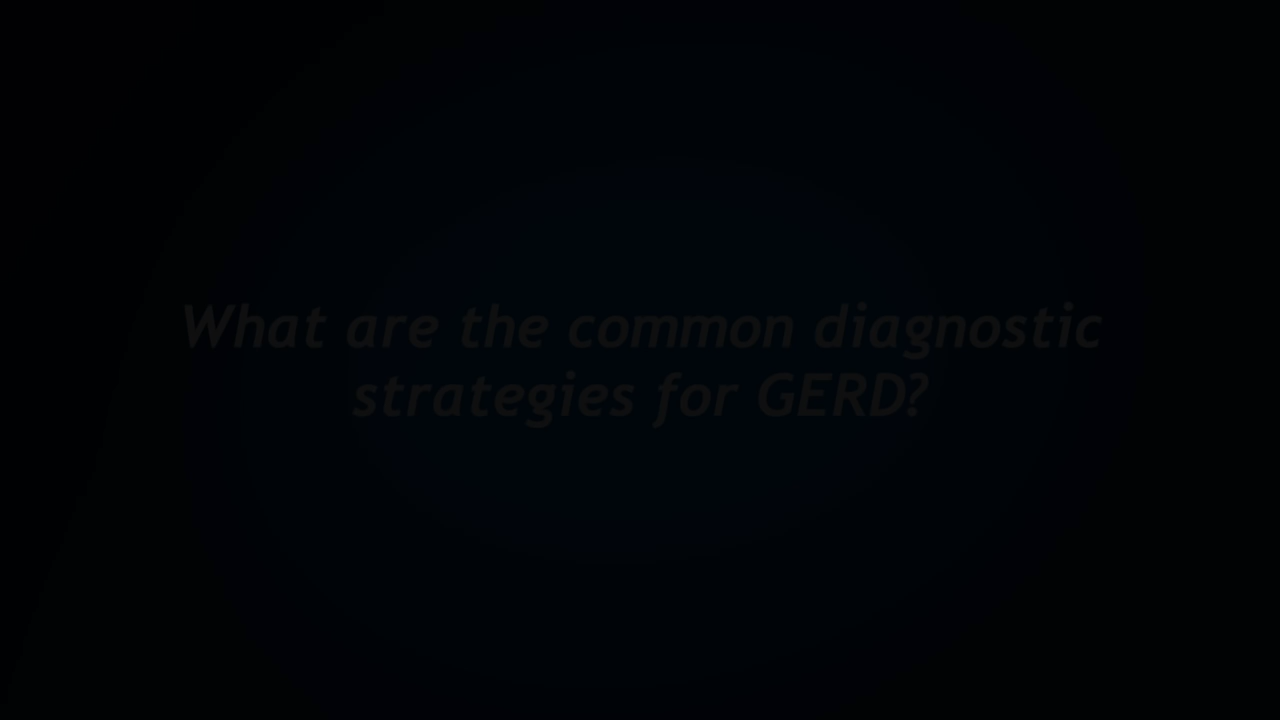 What are the common diagnostic
strategies for GERD?